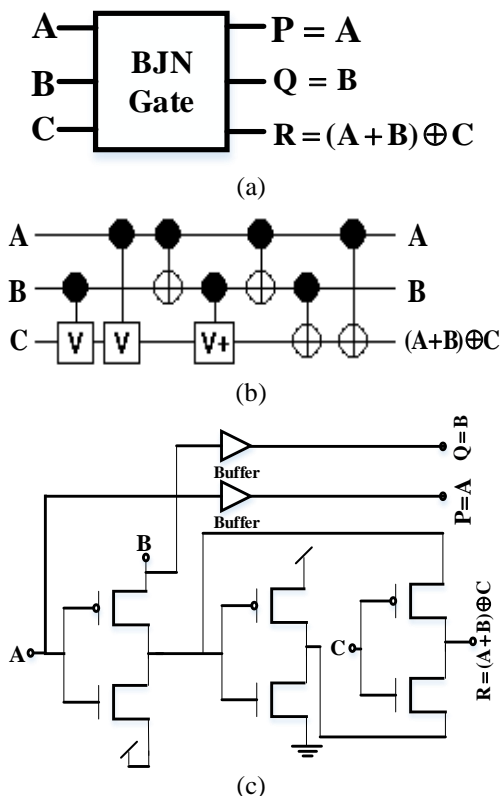 A
B
C
BJN
Gate
P = A
Q = B
R = (A + B) ⊕ C
(a)
A
B
C
V
V
V+
A
B
(A+B)⊕C
(b)
Buffer
Buffer
Q=B
P=A
B
A
C
R=(A+B)⊕C
(c)